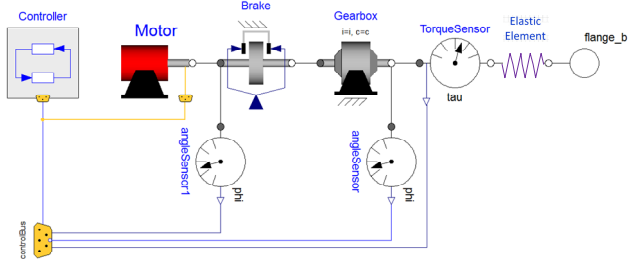 Controller
Motor
Brake
Gearbox
i=i, c=c
TorqueSensor
Elastic
Element
flange_b
tau
angleSensor1
phi
angleSensor
phi
controlBus